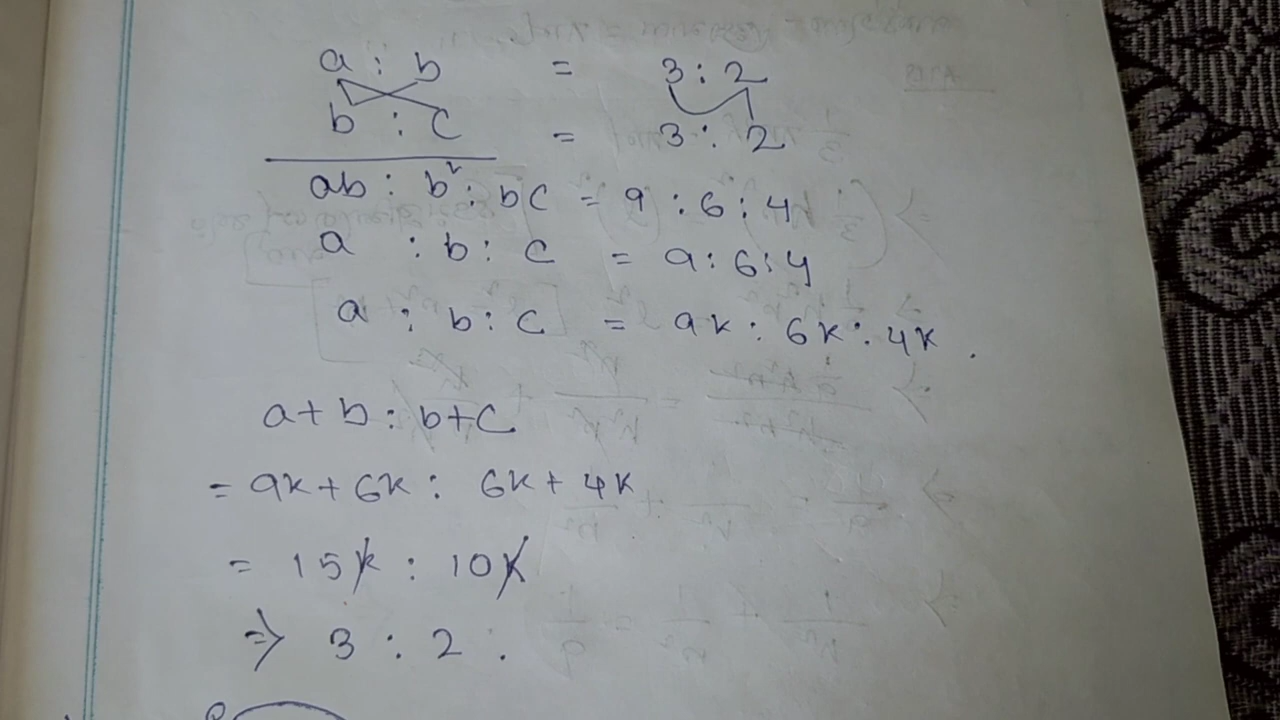 a : b = 3 : 2
b : c = 3 : 2
ab : b² : bc = 9 : 6 : 4
a : b : c = 9 : 6 : 4
a : b : c = 9k : 6k : 4k .
a + b : b + c
= 9k + 6k : 6k + 4k
= 15k : 10k
⇒ 3 : 2 :